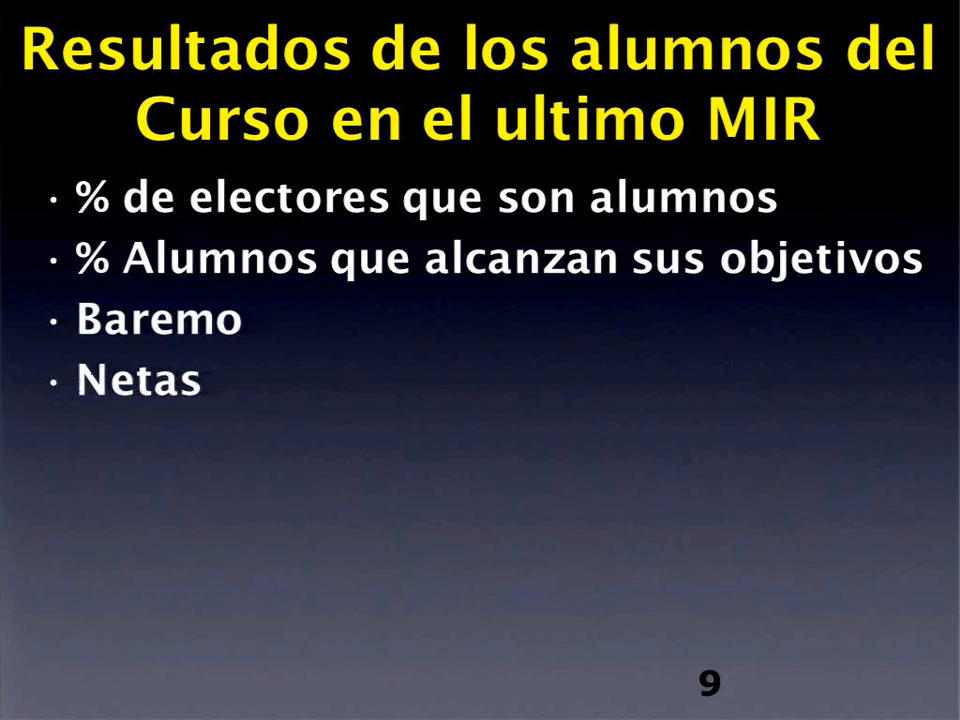 Resultados de los alumnos del
Curso en el ultimo MIR
• % de electores que son alumnos
• % Alumnos que alcanzan sus objetivos
• Baremo
• Netas
9